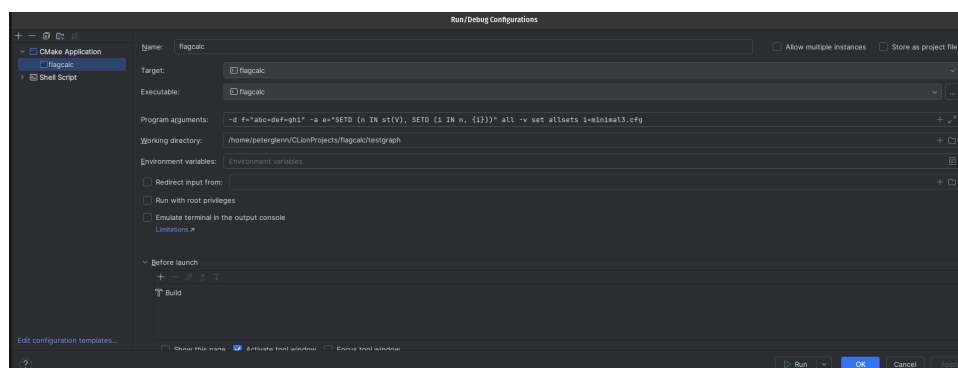 Run/Debug Configurations
CMake Application
flagcalc
Shell Script
Name: flagcalc
Allow multiple instances
Store as project file
Target: flagcalc
Executable: flagcalc
Program arguments: -d f="abc=def=ghi" -a e="SETD (n IN st(V), SETD (i IN n, {i}))" all -v set allsets i=minimal3.cfg
Working directory: /home/peterglenn/CLionProjects/flagcalc/testgraph
Environment variables: Environment variables
Redirect input from:
Run with root privileges
Emulate terminal in the output console
Limitations ↗
Before launch
Build
Edit configuration templates...
Show this page
Activate tool window
Focus tool window
?
Run
OK
Cancel